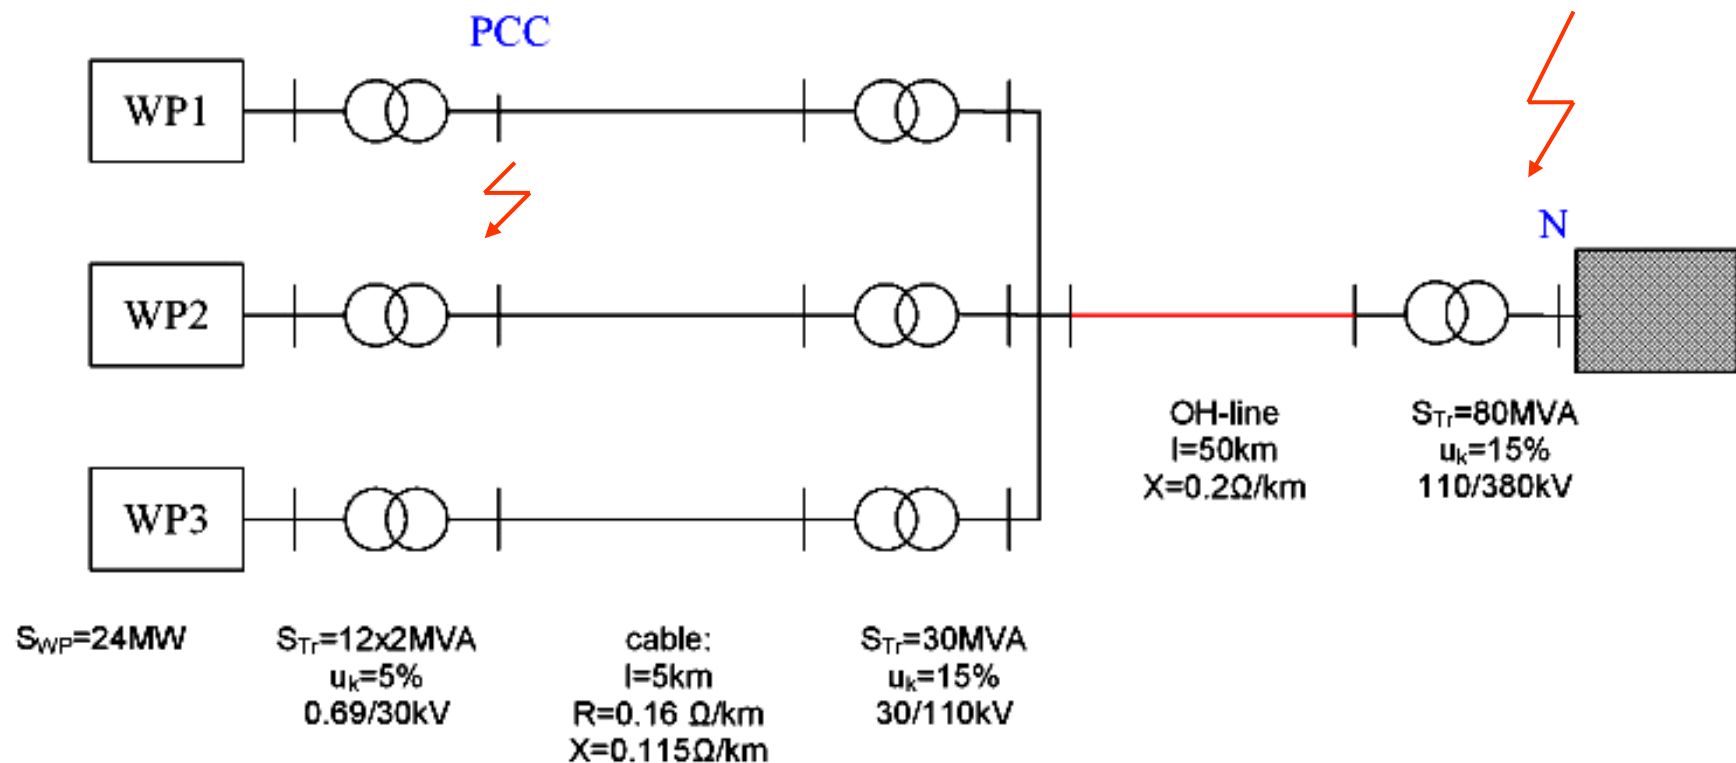 PCC
WP1
N
WP2
WP3
OH-line
l=50km
X=0.2Ω/km
STr=80MVA
uk=15%
110/380kV
SWP=24MW
STr=12x2MVA
uk=5%
0.69/30kV
cable:
l=5km
R=0.16 Ω/km
X=0.115Ω/km
STr=30MVA
uk=15%
30/110kV